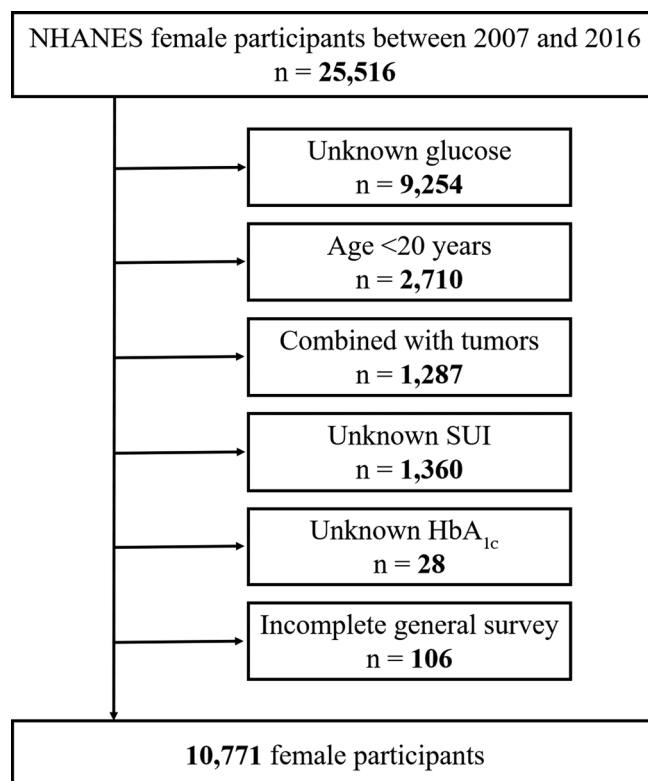 NHANES female participants between 2007 and 2016
n = 25,516
Unknown glucose
n = 9,254
Age <20 years
n = 2,710
Combined with tumors
n = 1,287
Unknown SUI
n = 1,360
Unknown HbA1c
n = 28
Incomplete general survey
n = 106
10,771 female participants